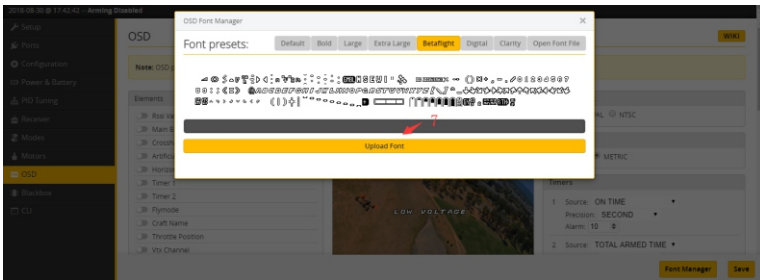 2018-08-30 @ 17:42:42 - Arming Disabled
OSD Font Manager
Font presets: Default Bold Large Extra Large Betaflight Digital Clarity Open Font File
7
Upload Font
Setup
Ports
Configuration
Power & Battery
PID Tuning
Receiver
Modes
Motors
OSD
Blackbox
CLI
OSD
WIKI
Note: OSD
Elements
Main
Timer 1
Timer 2
Flymode
Craft Name
Throttle Position
Vtx Channel
LOW VOLTAGE
NTSC
METRIC
Timers
1 Source: ON TIME
Precision: SECOND
Alarm: 10
2 Source: TOTAL ARMED TIME
Font Manager
Save